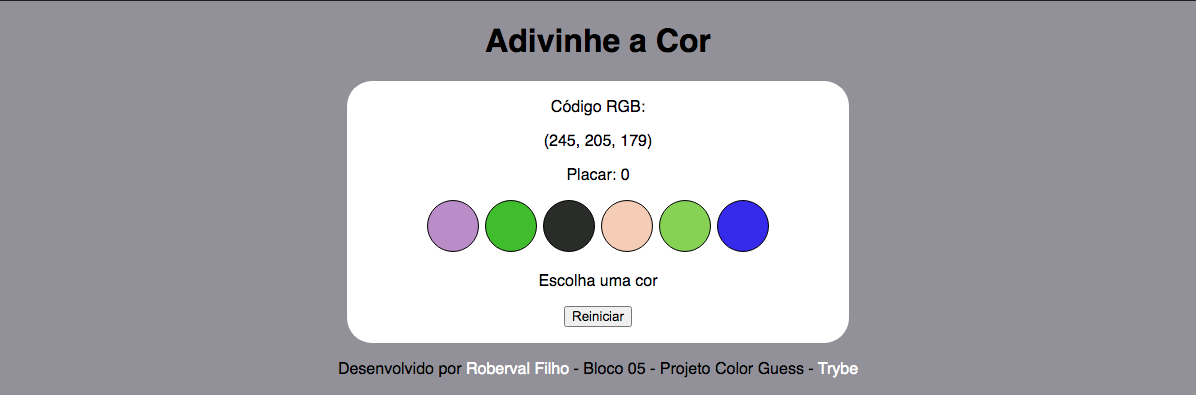 Adivinhe a Cor
Código RGB:
(245, 205, 179)
Placar: 0
Escolha uma cor
Reiniciar
Desenvolvido por Roberval Filho - Bloco 05 - Projeto Color Guess - Trybe